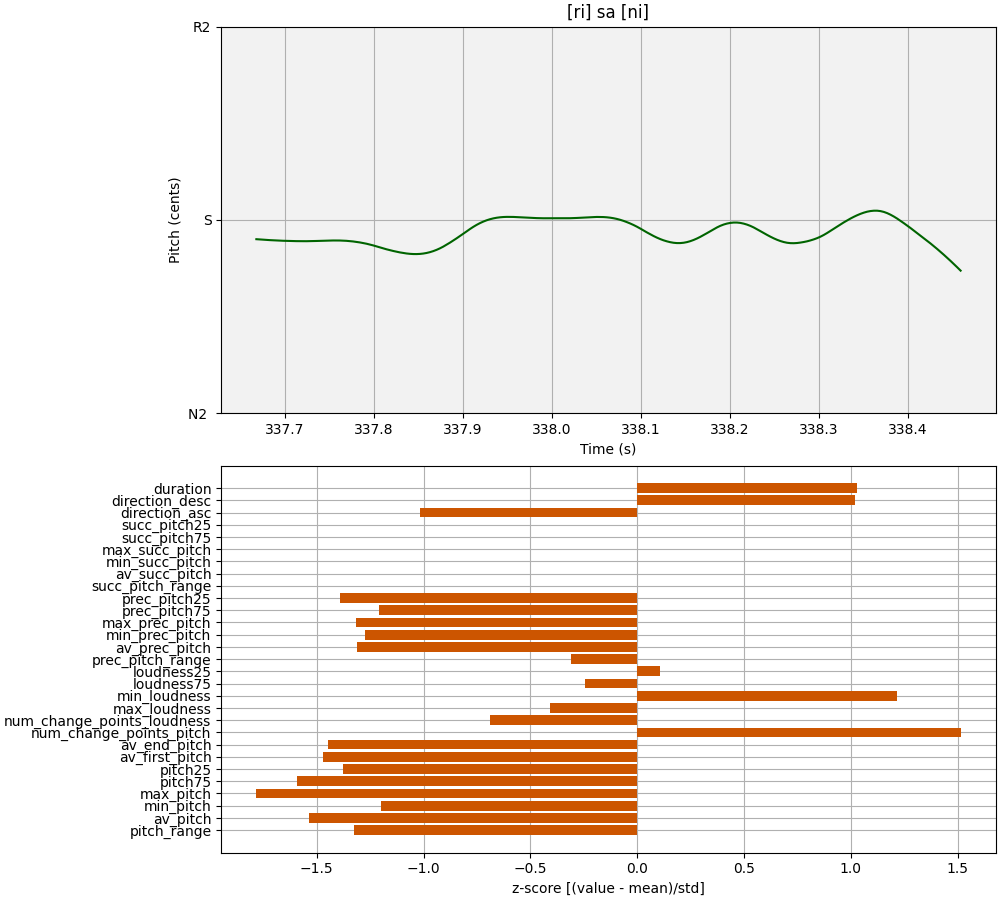 [ri] sa [ni]
R2
S
N2
Pitch (cents)
337.7 337.8 337.9 338.0 338.1 338.2 338.3 338.4
Time (s)
duration
direction_desc
direction_asc
succ_pitch25
succ_pitch75
max_succ_pitch
min_succ_pitch
av_succ_pitch
succ_pitch_range
prec_pitch25
prec_pitch75
max_prec_pitch
min_prec_pitch
av_prec_pitch
prec_pitch_range
loudness25
loudness75
min_loudness
max_loudness
num_change_points_loudness
num_change_points_pitch
av_end_pitch
av_first_pitch
pitch25
pitch75
max_pitch
min_pitch
av_pitch
pitch_range
−1.5 −1.0 −0.5 0.0 0.5 1.0 1.5
z-score [(value - mean)/std]